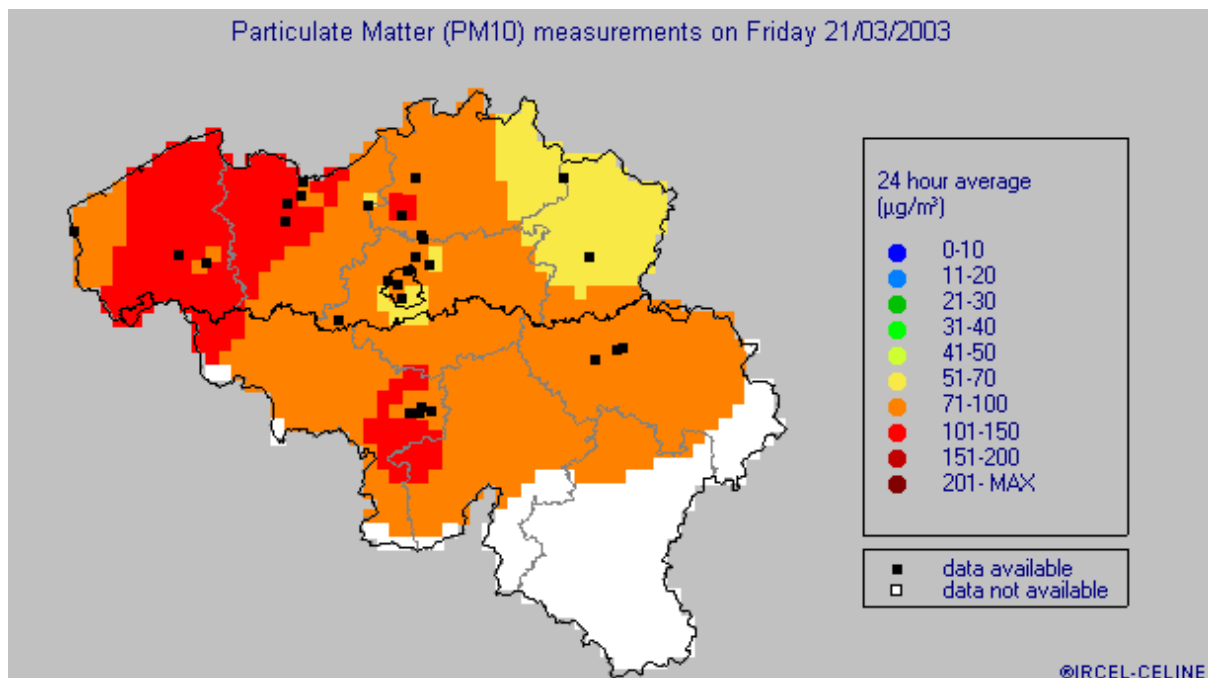 Particulate Matter (PM10) measurements on Friday 21/03/2003
24 hour average
(µg/m³)
0-10
11-20
21-30
31-40
41-50
51-70
71-100
101-150
151-200
201- MAX
data available
data not available
©IRCEL-CELINE